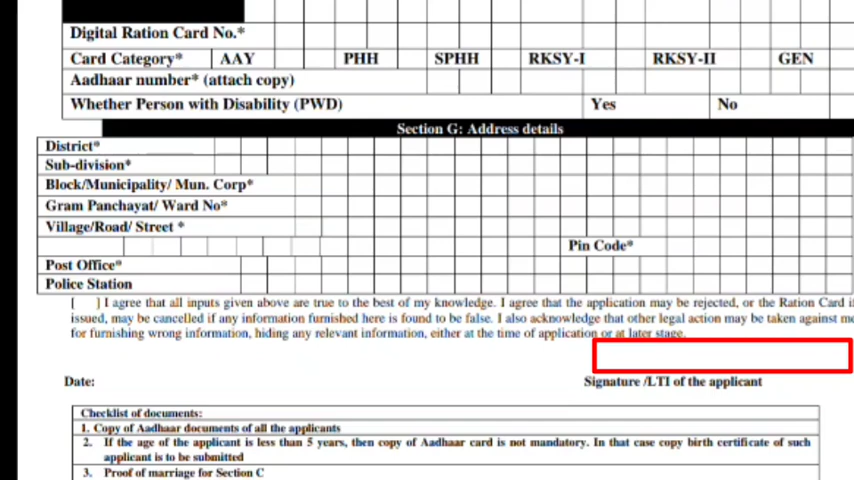 Digital Ration Card No.*
Card Category* AAY PHH SPHH RKSY-I RKSY-II GEN
Aadhaar number* (attach copy)
Whether Person with Disability (PWD) Yes No
Section G: Address details
District*
Sub-division*
Block/Municipality/ Mun. Corp*
Gram Panchayat/ Ward No*
Village/Road/ Street *
Pin Code*
Post Office*
Police Station
[ ] I agree that all inputs given above are true to the best of my knowledge. I agree that the application may be rejected, or the Ration Card if
issued, may be cancelled if any information furnished here is found to be false. I also acknowledge that other legal action may be taken against me
for furnishing wrong information, hiding any relevant information, either at the time of application or at later stage.
Date: Signature /LTI of the applicant
Checklist of documents:
1. Copy of Aadhaar documents of all the applicants
2. If the age of the applicant is less than 5 years, then copy of Aadhaar card is not mandatory. In that case copy birth certificate of such
applicant is to be submitted
3. Proof of marriage for Section C